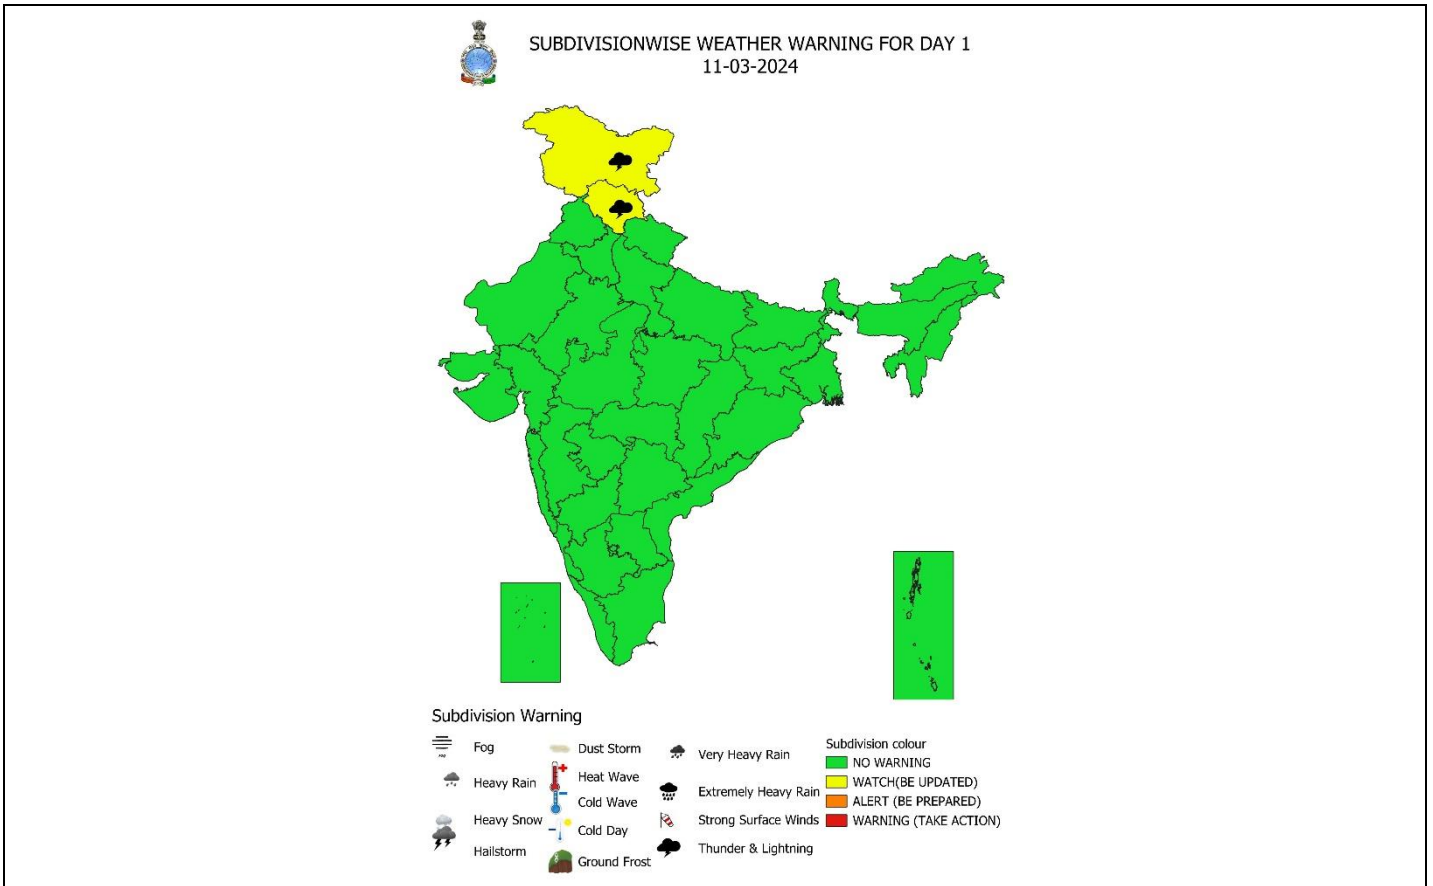 SUBDIVISIONWISE WEATHER WARNING FOR DAY 1
11-03-2024
Subdivision Warning
Fog
Heavy Rain
Heavy Snow
Hailstorm
Dust Storm
Heat Wave
Cold Wave
Cold Day
Ground Frost
Very Heavy Rain
Extremely Heavy Rain
Strong Surface Winds
Thunder & Lightning
Subdivision colour
NO WARNING
WATCH(BE UPDATED)
ALERT (BE PREPARED)
WARNING (TAKE ACTION)